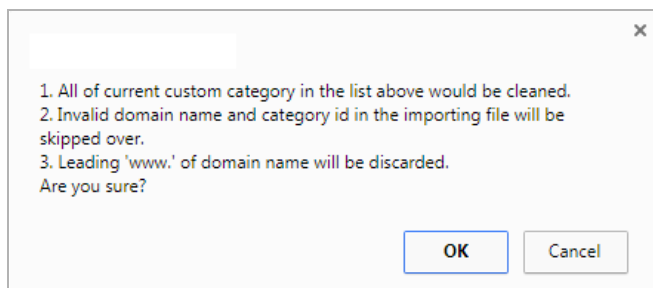 1. All of current custom category in the list above would be cleaned.
2. Invalid domain name and category id in the importing file will be
skipped over.
3. Leading 'www.' of domain name will be discarded.
Are you sure?
OK Cancel